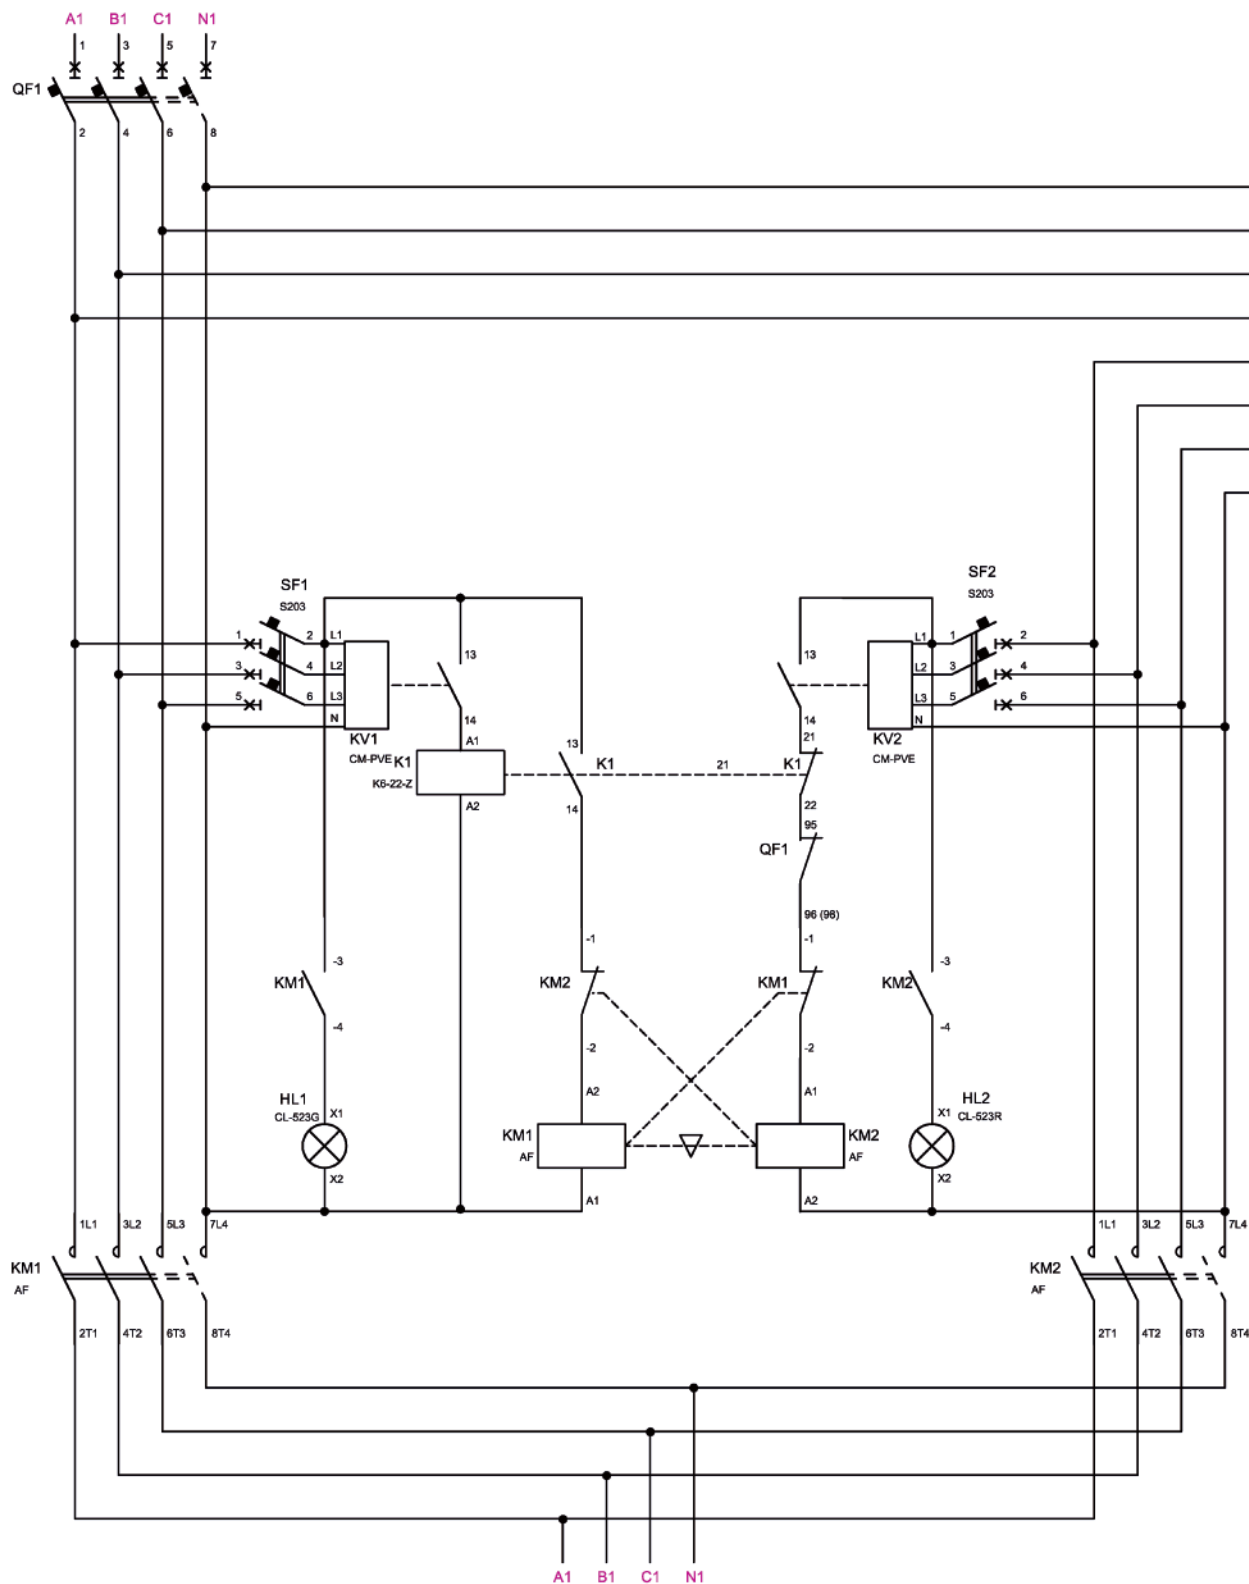 A1 B1 C1 N1
1 3 5 7
QF1
2 4 6 8
SF1
S203
SF2
S203
1 2 L1
3 4 L2
5 6 L3
N
13
14
KV1
CM-PVE
K1
K6-22-Z
A1
A2
13
K1
14
21
13
14
21
K1
22
95
QF1
96 (98)
L1 1 2
L2 3 4
L3 5 6
N
KV2
CM-PVE
-3
KM1
-4
-1
KM2
-2
-1
KM1
-2
-3
KM2
-4
HL1
CL-523G
X1
X2
A2
KM1
AF
A1
A1
KM2
AF
A2
HL2
CL-523R
X1
X2
1L1 3L2 5L3 7L4
KM1
AF
2T1 4T2 6T3 8T4
1L1 3L2 5L3 7L4
KM2
AF
2T1 4T2 6T3 8T4
A1 B1 C1 N1